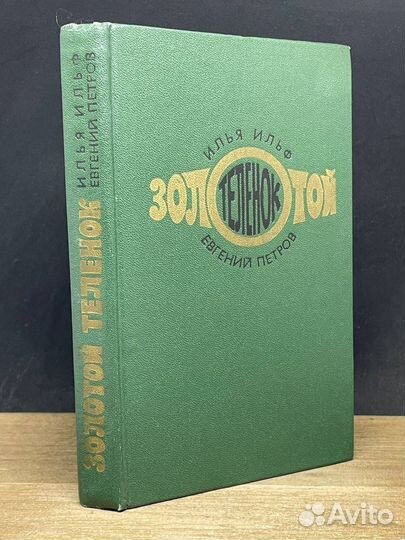 ИЛЬЯ ИЛЬФ
ЗОЛОТОЙ
ТЕЛЕНОК
ЕВГЕНИЙ ПЕТРОВ
ЗОЛОТОЙ ТЕЛЕНОК
ИЛЬЯ ИЛЬФ
ЕВГЕНИЙ ПЕТРОВ
Avito